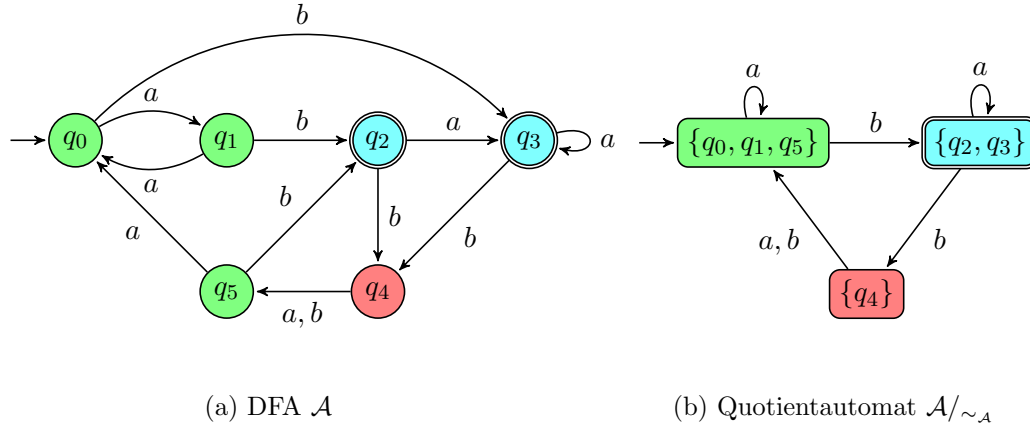 b
a
a
q₀
a
q₁
b
q₂
a
q₃
a
a
b
b
b
q₅
a, b
q₄
(a) DFA 𝒜
a
a
{q₀, q₁, q₅}
b
{q₂, q₃}
a, b
b
{q₄}
(b) Quotientautomat 𝒜/∼𝒜